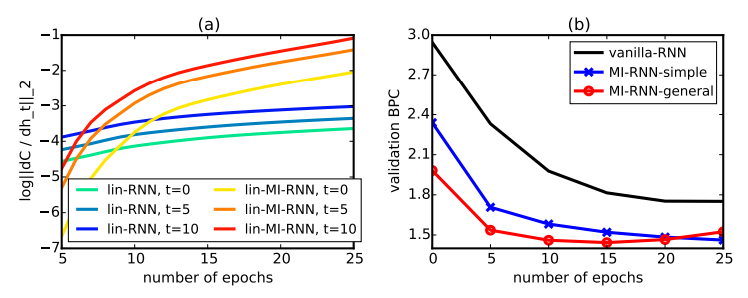 (a)
log||dC / dh_t||_2
−1
−2
−3
−4
−5
−6
−7
lin-RNN, t=0
lin-RNN, t=5
lin-RNN, t=10
lin-MI-RNN, t=0
lin-MI-RNN, t=5
lin-MI-RNN, t=10
5 10 15 20 25
number of epochs
(b)
validation BPC
3.0
2.7
2.4
2.1
1.8
1.5
vanilla-RNN
MI-RNN-simple
MI-RNN-general
0 5 10 15 20 25
number of epochs